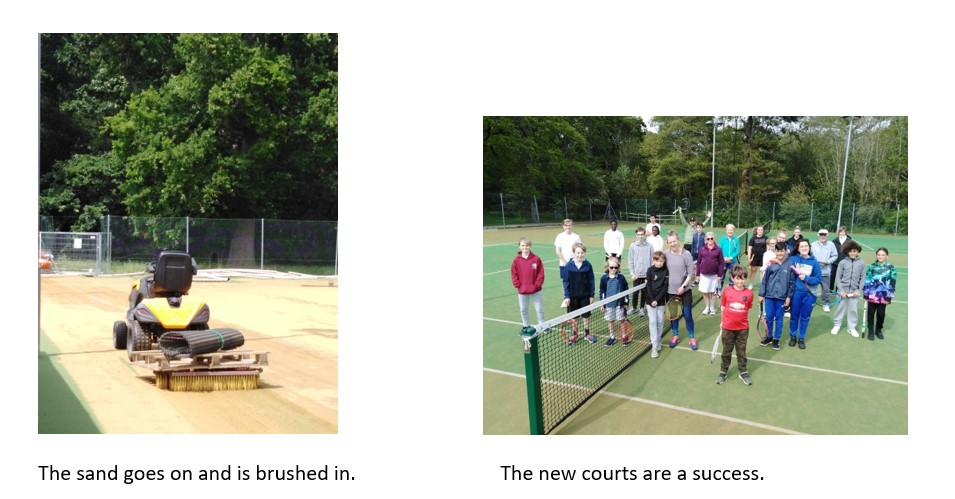 The sand goes on and is brushed in.
The new courts are a success.